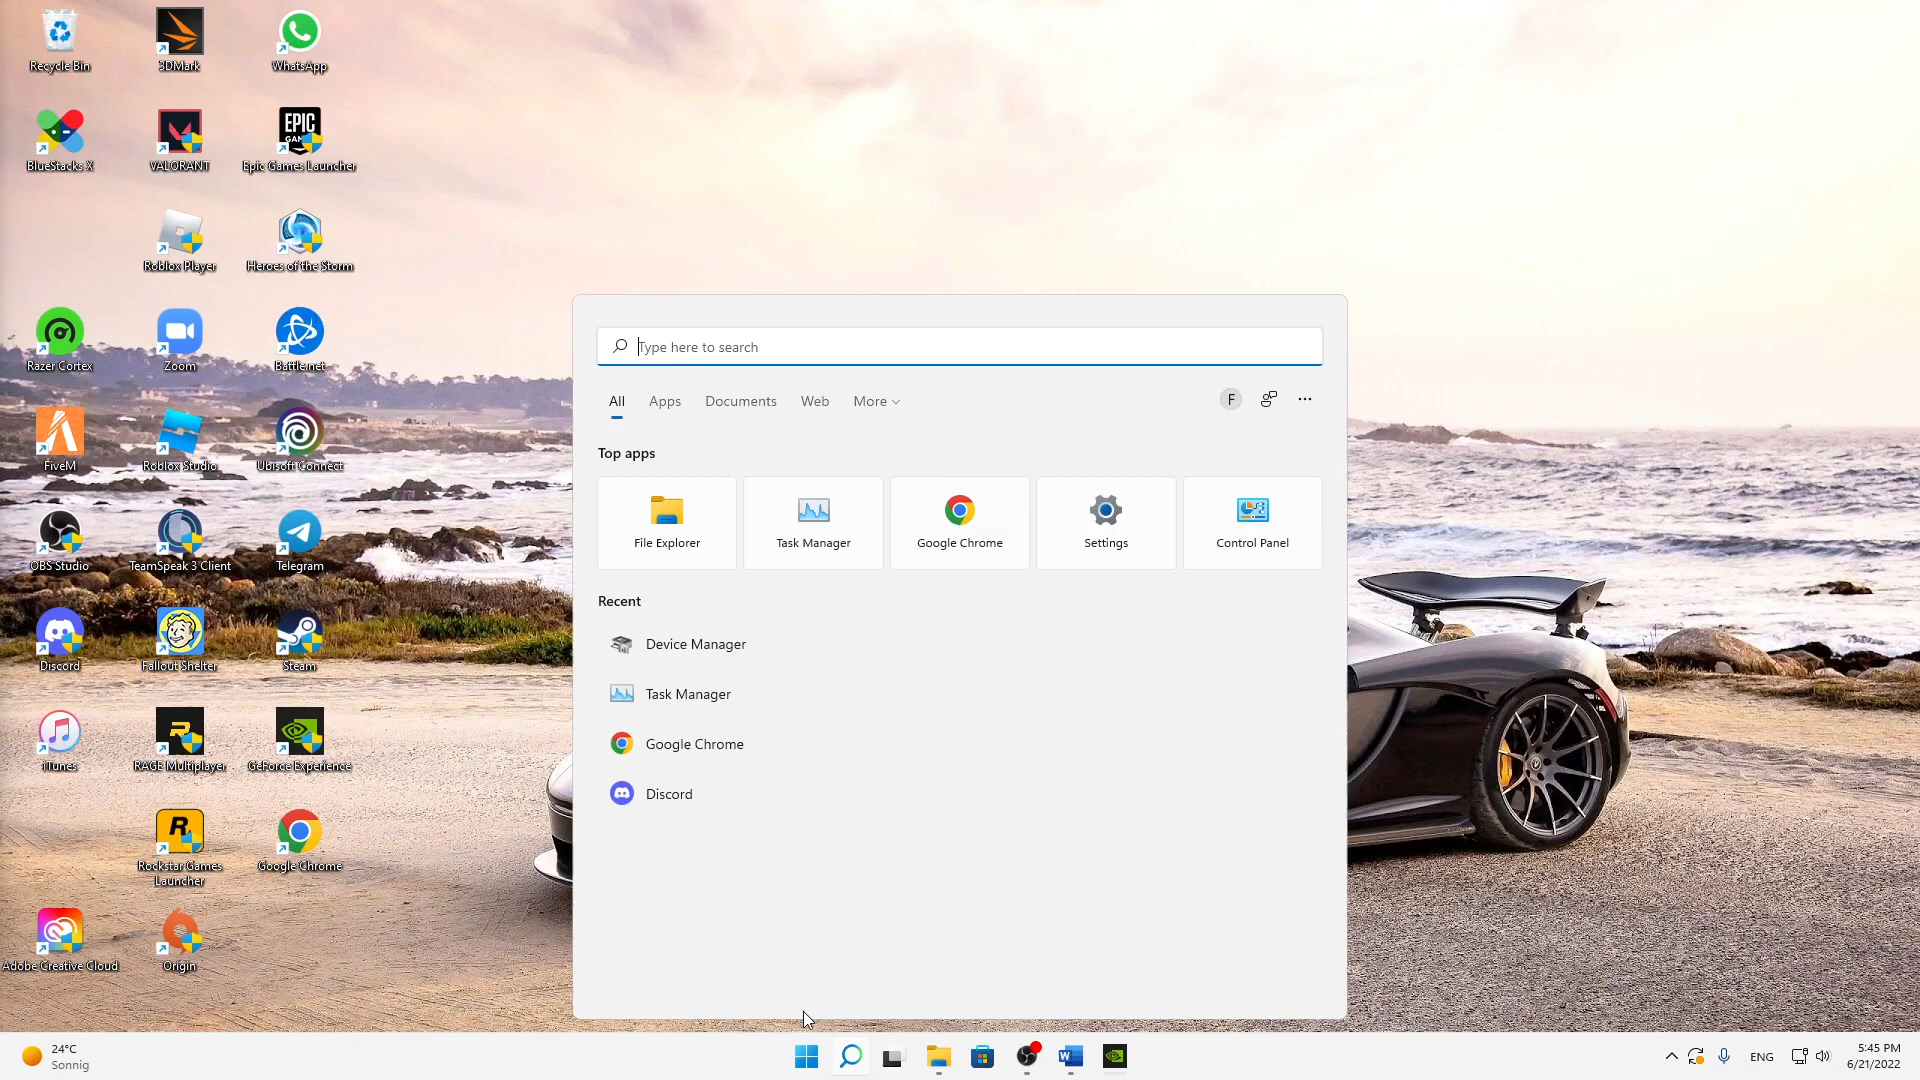 Recycle Bin
3DMark
WhatsApp
BlueStacks X
VALORANT
EPIC
GAMES
Epic Games Launcher
Roblox Player
Heroes of the Storm
Razer Cortex
Zoom
Battle.net
FiveM
Roblox Studio
Ubisoft Connect
OBS Studio
TeamSpeak 3 Client
Telegram
Discord
Fallout Shelter
Steam
iTunes
RAGE Multiplayer
GeForce Experience
Rockstar Games
Launcher
Google Chrome
Adobe Creative Cloud
Origin
Type here to search
All
Apps
Documents
Web
More
F
Top apps
File Explorer
Task Manager
Google Chrome
Settings
Control Panel
Recent
Device Manager
Task Manager
Google Chrome
Discord
24°C
Sonnig
ENG
5:45 PM
6/21/2022